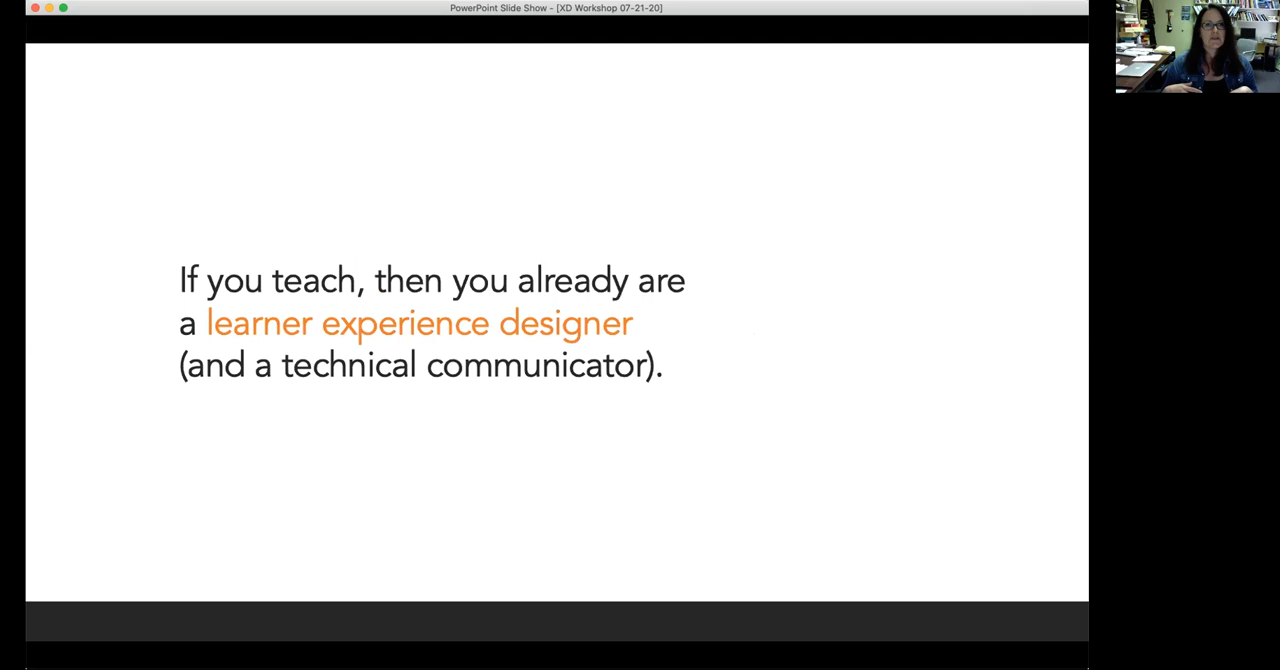 PowerPoint Slide Show - [XD Workshop 07-21-20]
If you teach, then you already are
a learner experience designer
(and a technical communicator).